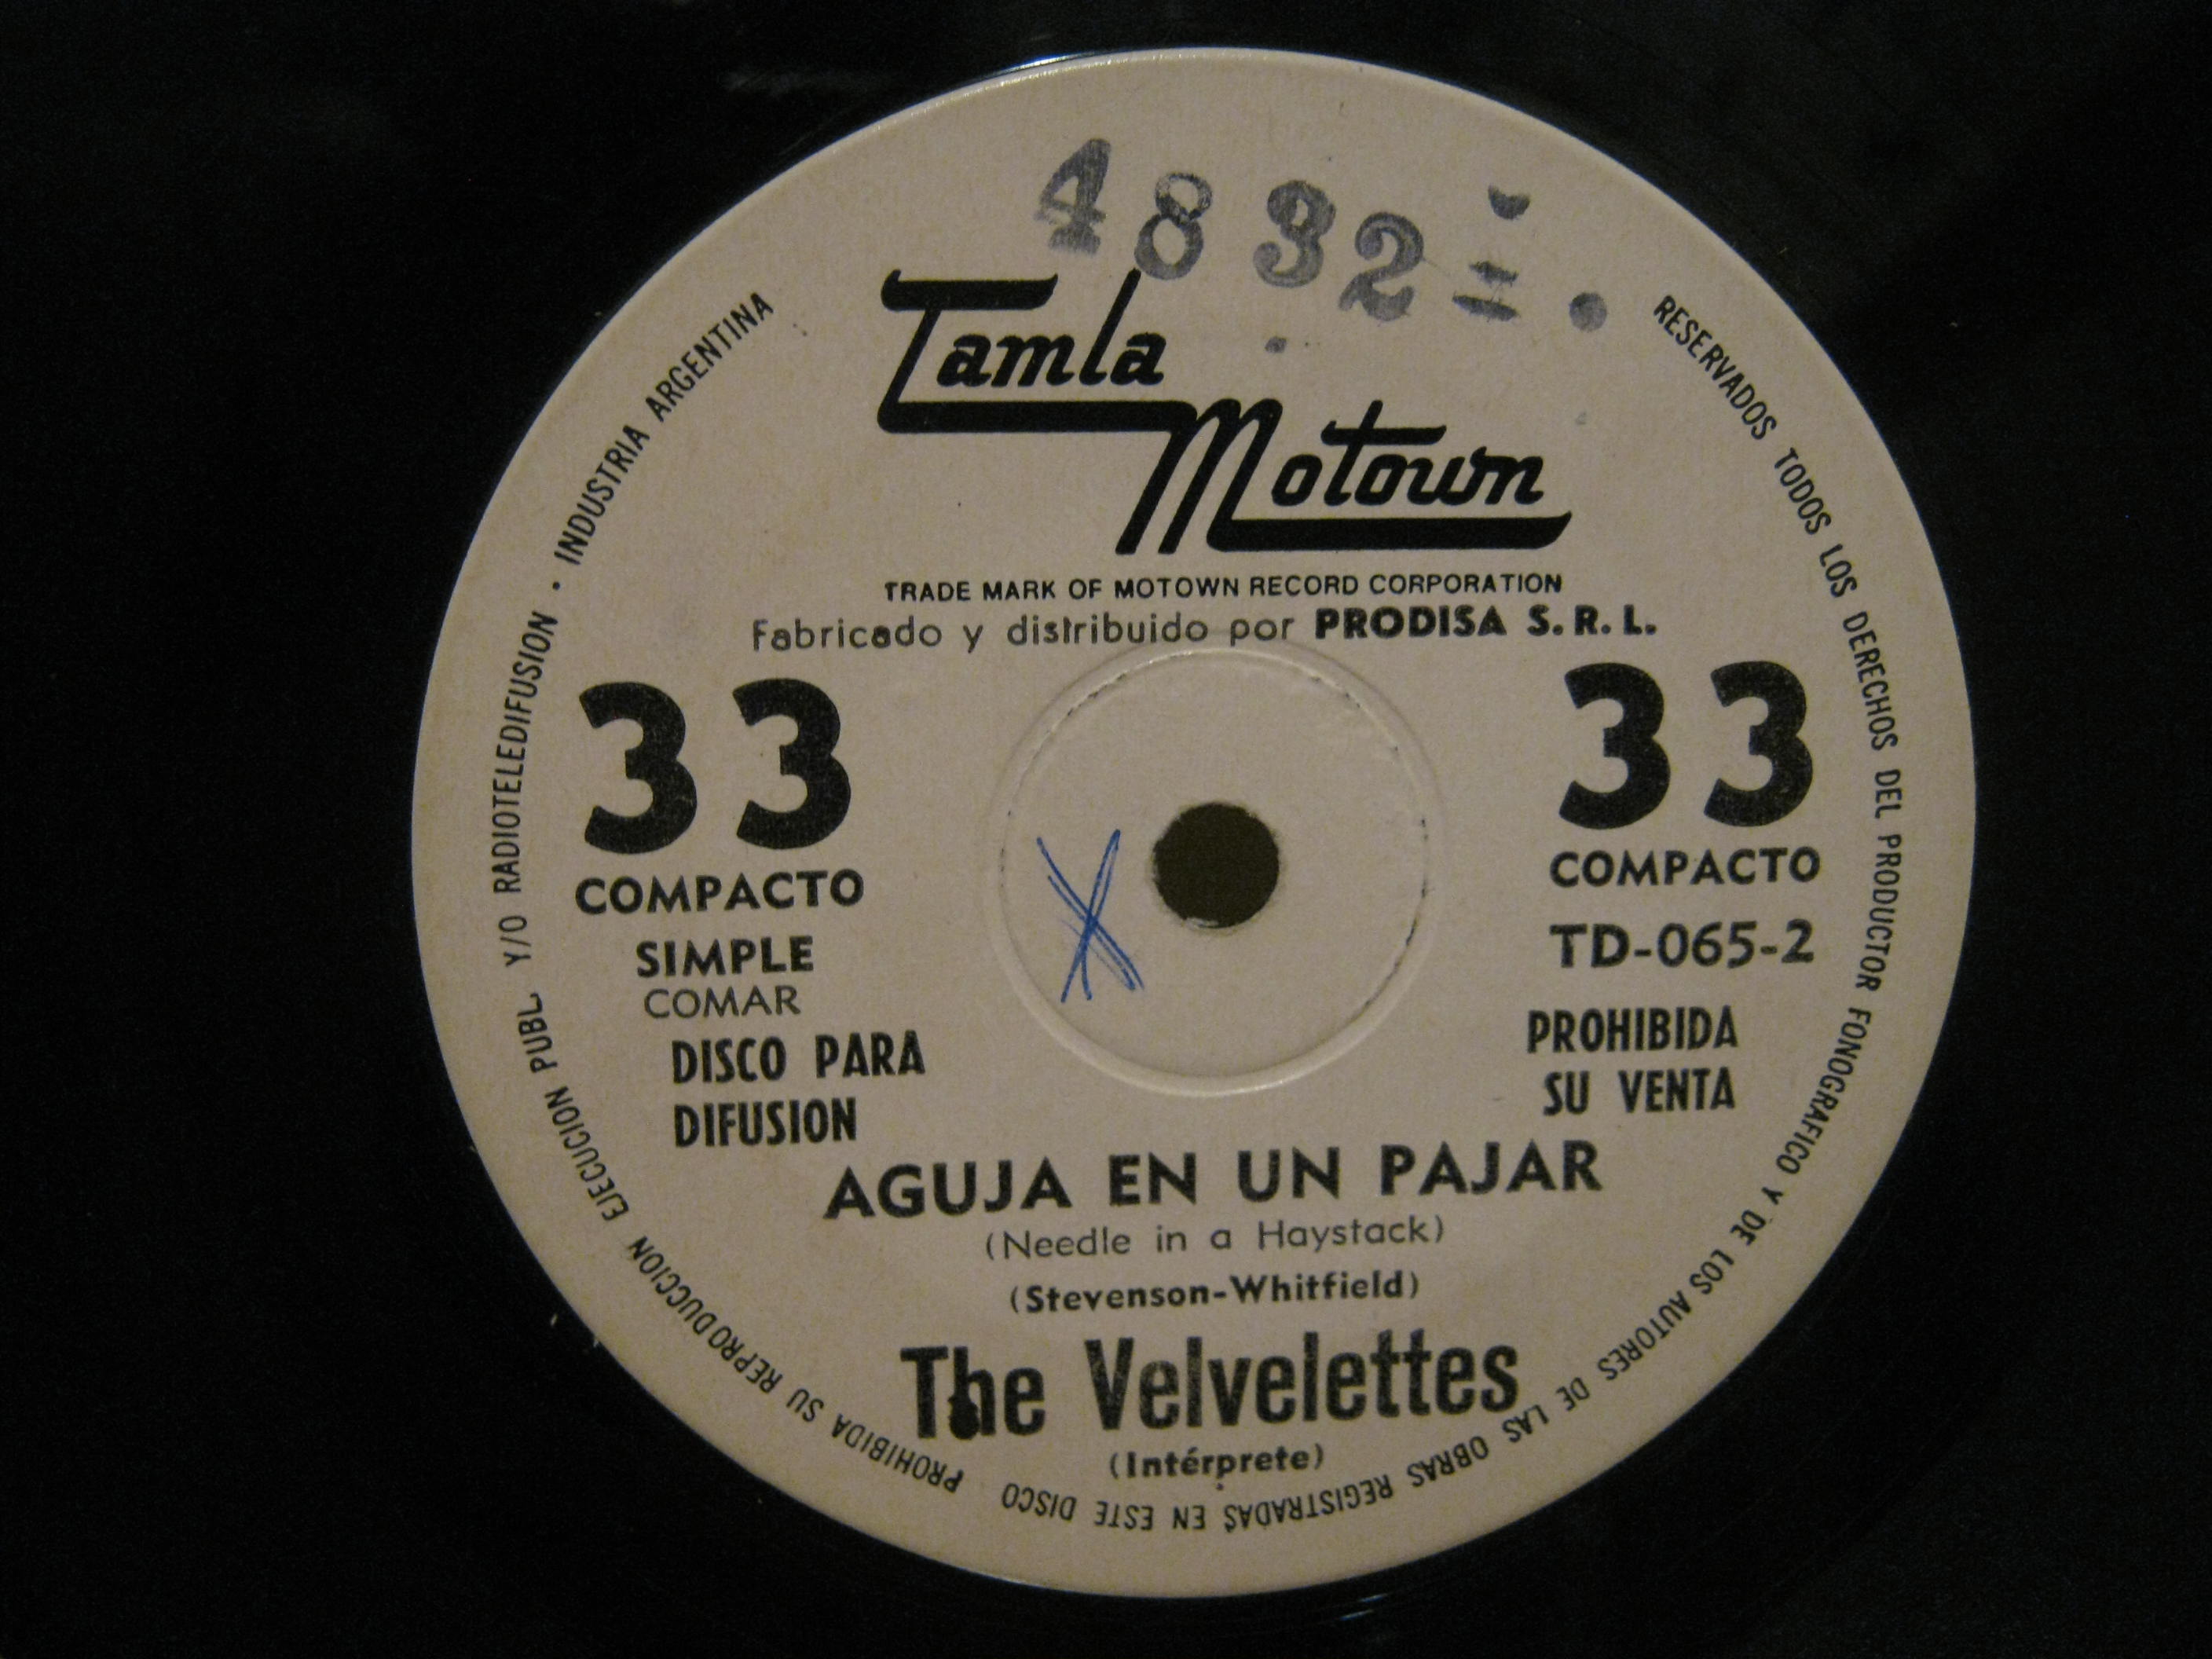 4832
Tamla
Motown
TRADE MARK OF MOTOWN RECORD CORPORATION
Fabricado y distribuido por PRODISA S. R. L.
33
COMPACTO
SIMPLE
COMAR
DISCO PARA
DIFUSION
33
COMPACTO
TD-065-2
PROHIBIDA
SU VENTA
X
AGUJA EN UN PAJAR
(Needle in a Haystack)
(Stevenson-Whitfield)
The Velvelettes
(Intérprete)
RESERVADOS TODOS LOS DERECHOS DEL PRODUCTOR FONOGRAFICO Y DE LOS AUTORES DE LAS OBRAS REGISTRADAS EN ESTE DISCO PROHIBIDA SU REPRODUCCION EJECUCION PUBL. Y/O RADIOTELEDIFUSION · INDUSTRIA ARGENTINA